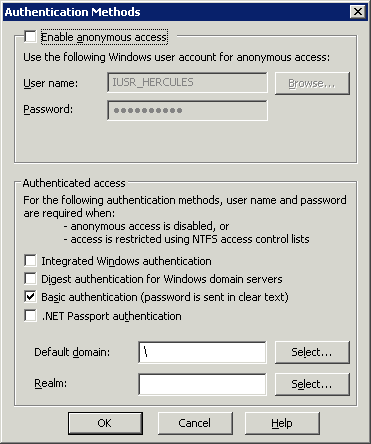 Authentication Methods
Enable anonymous access
Use the following Windows user account for anonymous access:
User name: IUSR_HERCULES Browse...
Password: ●●●●●●●●●●
Authenticated access
For the following authentication methods, user name and password
are required when:
- anonymous access is disabled, or
- access is restricted using NTFS access control lists
Integrated Windows authentication
Digest authentication for Windows domain servers
Basic authentication (password is sent in clear text)
.NET Passport authentication
Default domain: \ Select...
Realm: Select...
OK Cancel Help